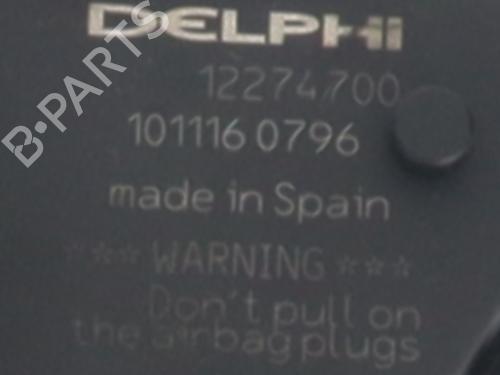 B-PARTS
DELPHI
12274700
1011160796
made in Spain
*** WARNING ***
Don't pull on
the airbag plugs